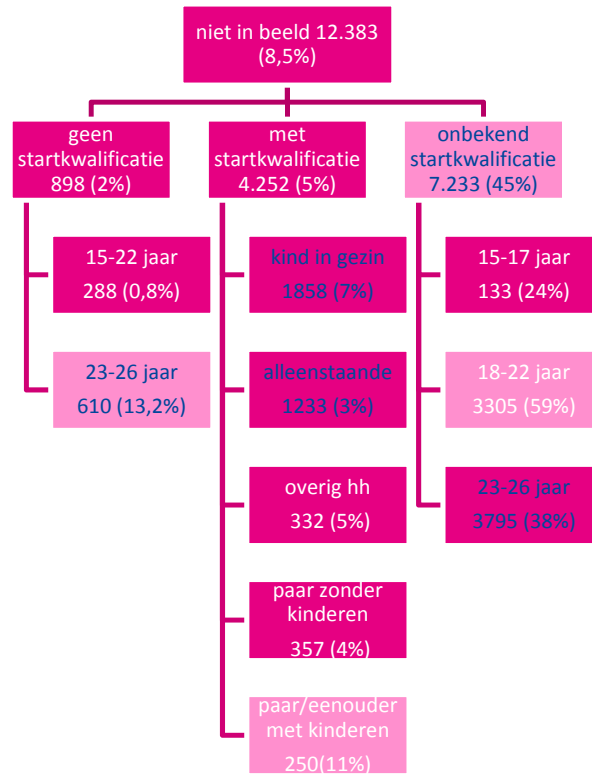 niet in beeld 12.383
(8,5%)
geen
startkwalificatie
898 (2%)
met
startkwalificatie
4.252 (5%)
onbekend
startkwalificatie
7.233 (45%)
15-22 jaar
288 (0,8%)
23-26 jaar
610 (13,2%)
kind in gezin
1858 (7%)
alleenstaande
1233 (3%)
overig hh
332 (5%)
paar zonder
kinderen
357 (4%)
paar/eenouder
met kinderen
250(11%)
15-17 jaar
133 (24%)
18-22 jaar
3305 (59%)
23-26 jaar
3795 (38%)